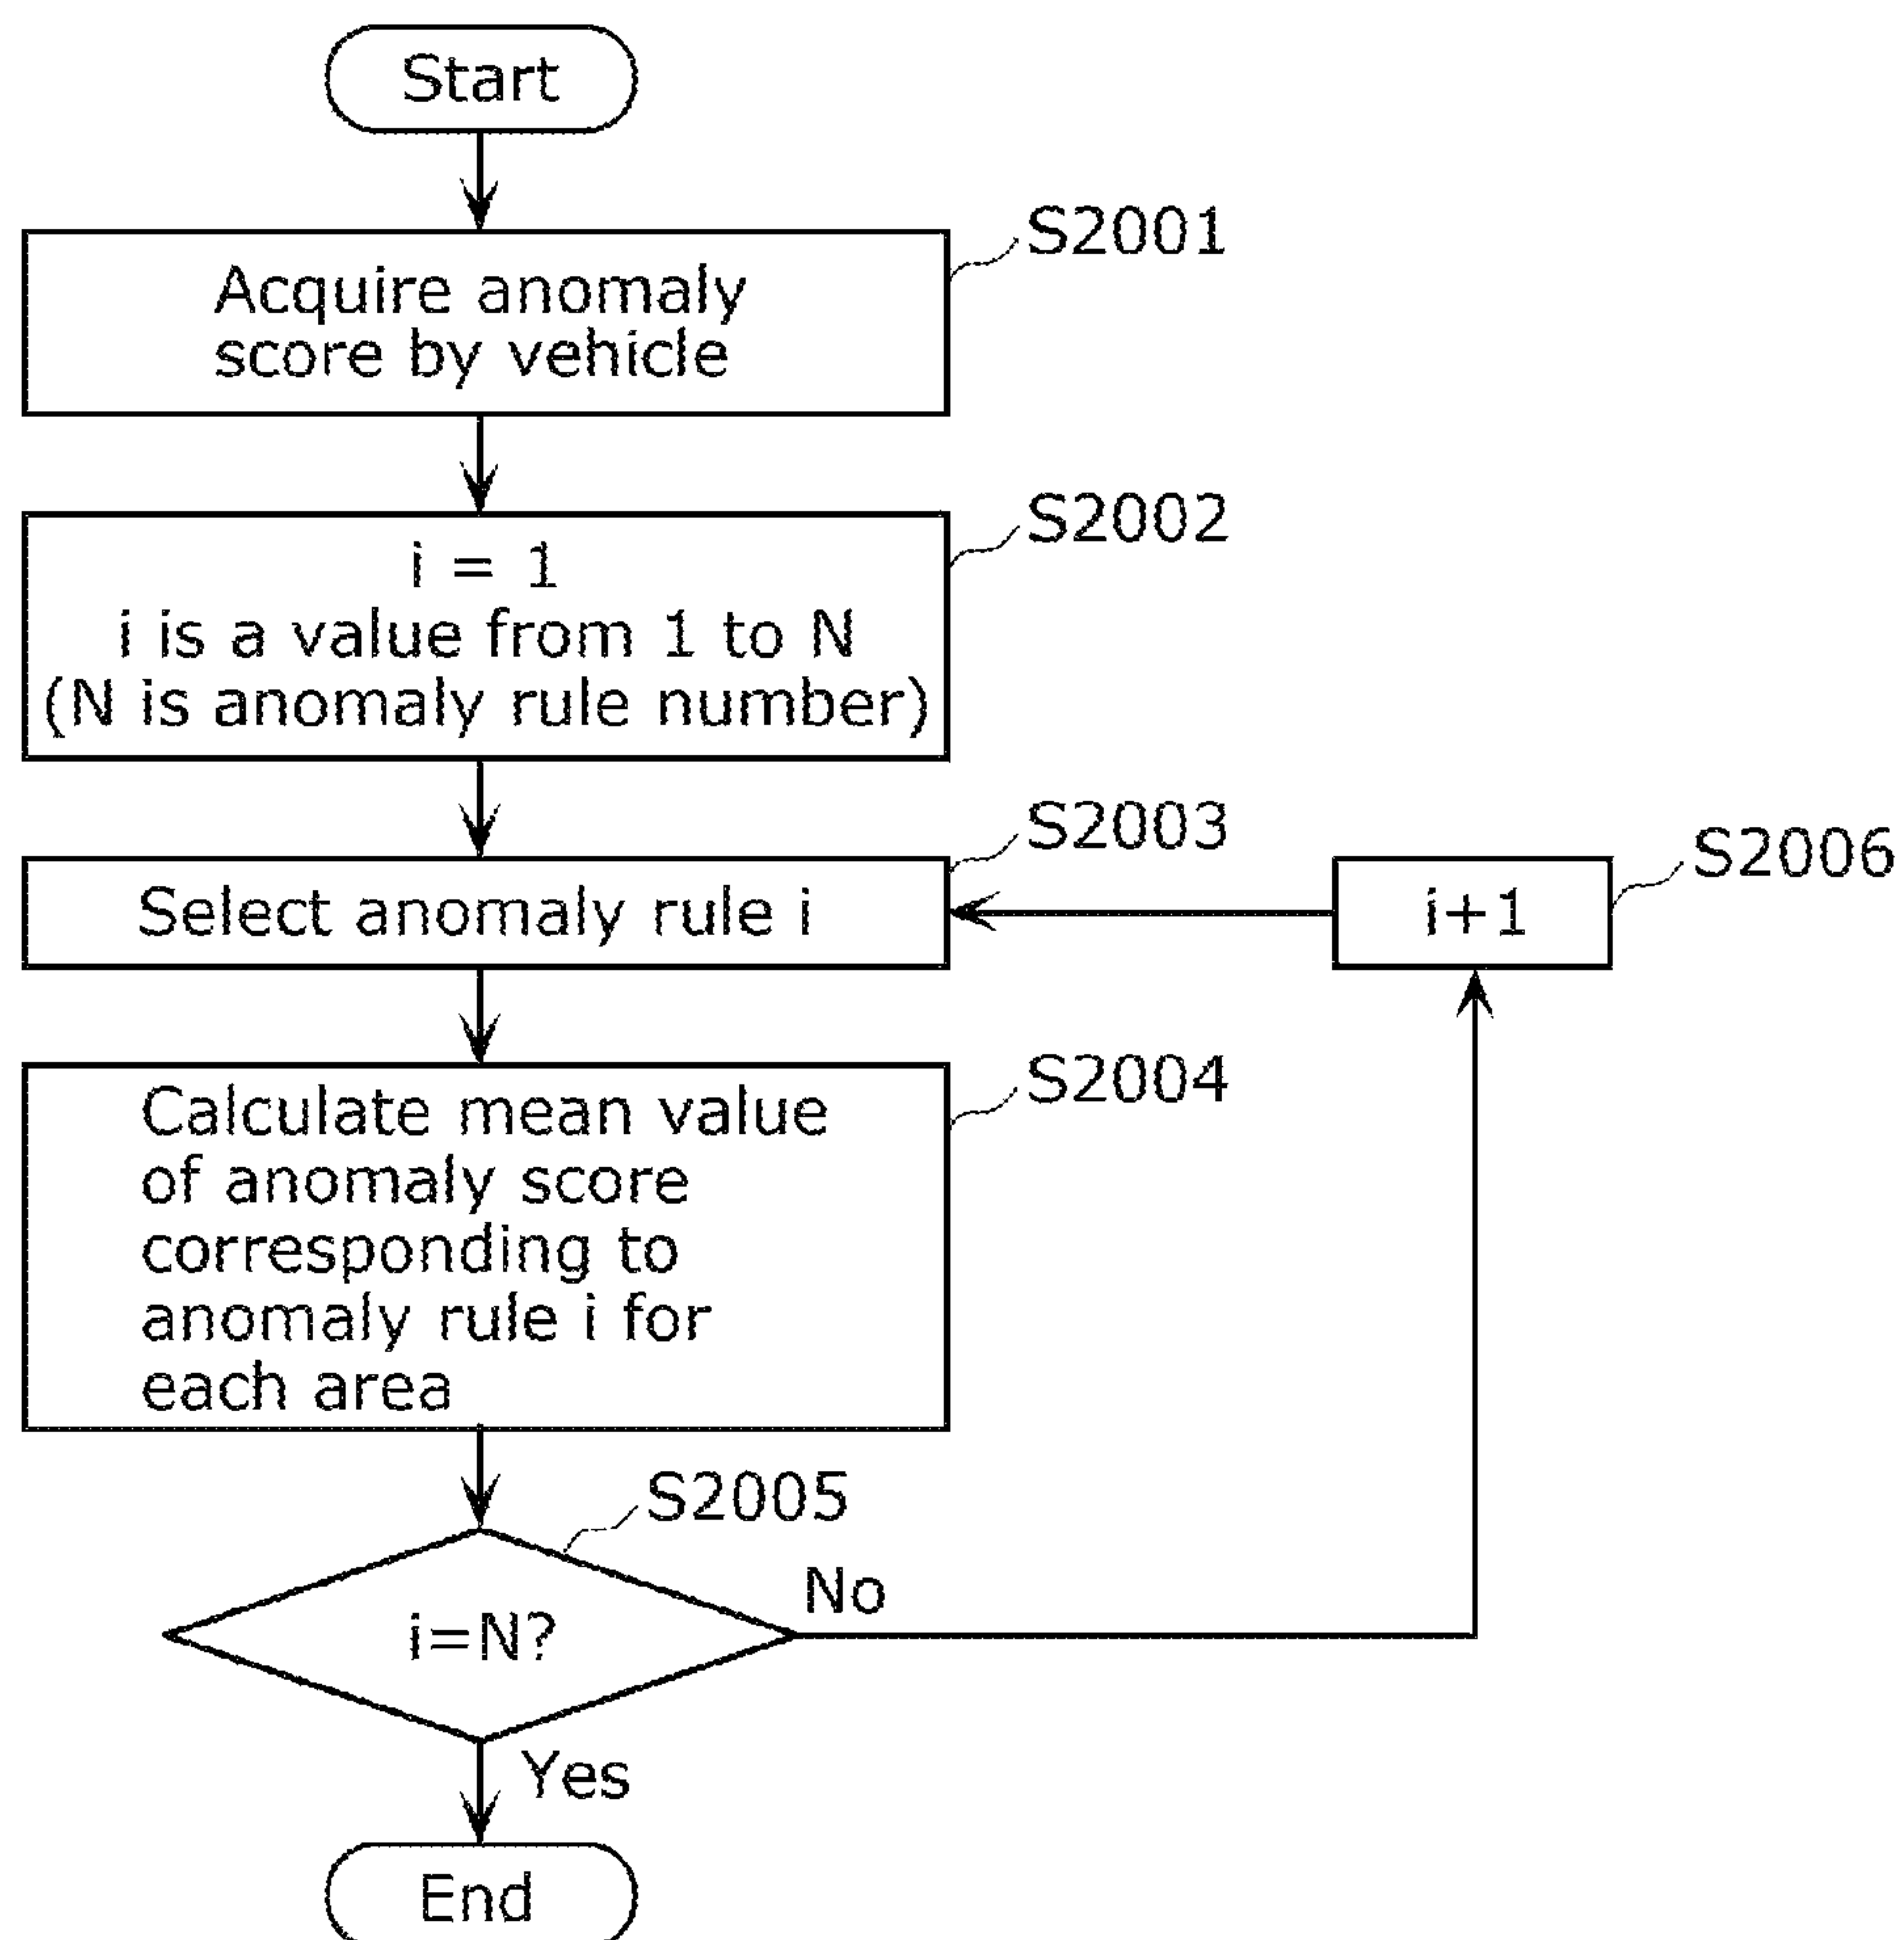 Start
S2001
Acquire anomaly
score by vehicle
S2002
i = 1
i is a value from 1 to N
(N is anomaly rule number)
S2003
Select anomaly rule i
S2006
i+1
S2004
Calculate mean value
of anomaly score
corresponding to
anomaly rule i for
each area
S2005
i=N?
No
Yes
End